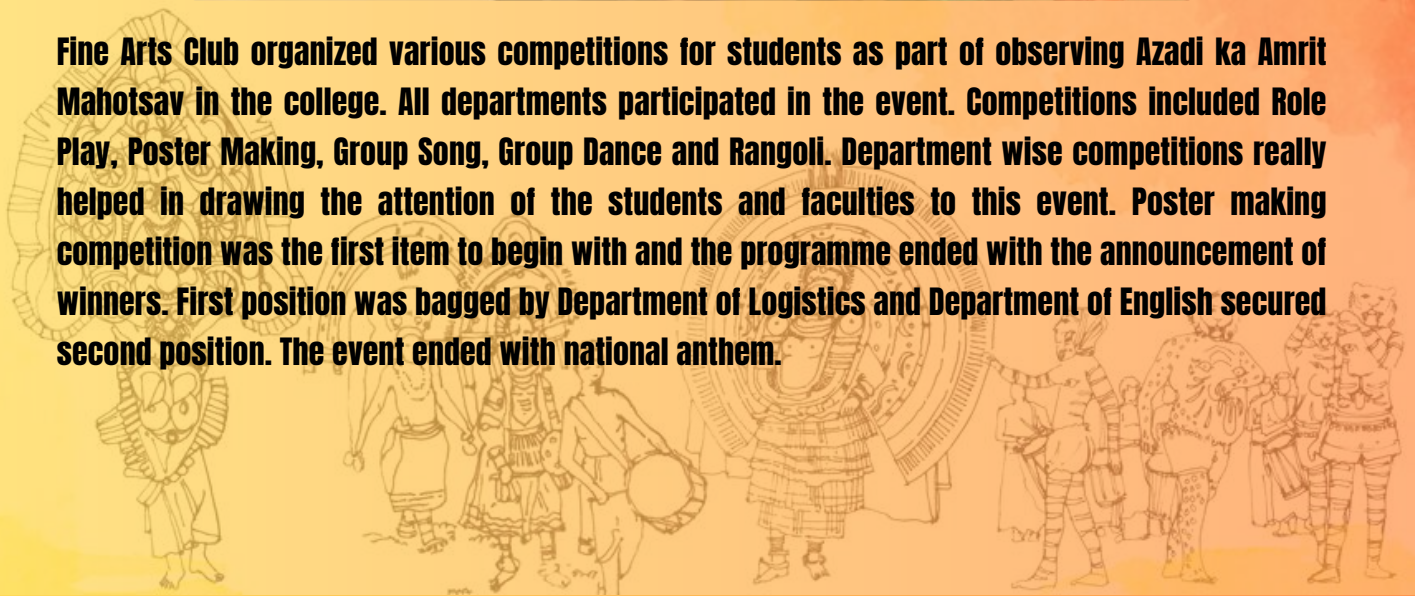 Fine Arts Club organized various competitions for students as part of observing Azadi ka Amrit
Mahotsav in the college. All departments participated in the event. Competitions included Role
Play, Poster Making, Group Song, Group Dance and Rangoli. Department wise competitions really
helped in drawing the attention of the students and faculties to this event. Poster making
competition was the first item to begin with and the programme ended with the announcement of
winners. First position was bagged by Department of Logistics and Department of English secured
second position. The event ended with national anthem.